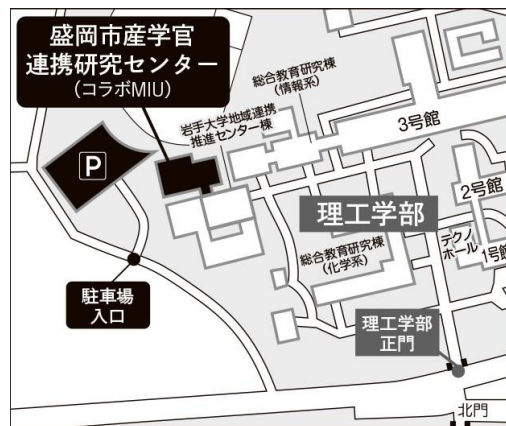 盛岡市産学官
連携研究センター
(コラボMIU)
総合教育研究棟
(情報系)
岩手大学地域連携
推進センター棟
3号館
P
2号館
理工学部
テクノ
ホール
1号館
総合教育研究棟
(化学系)
駐車場
入口
理工学部
正門
北門